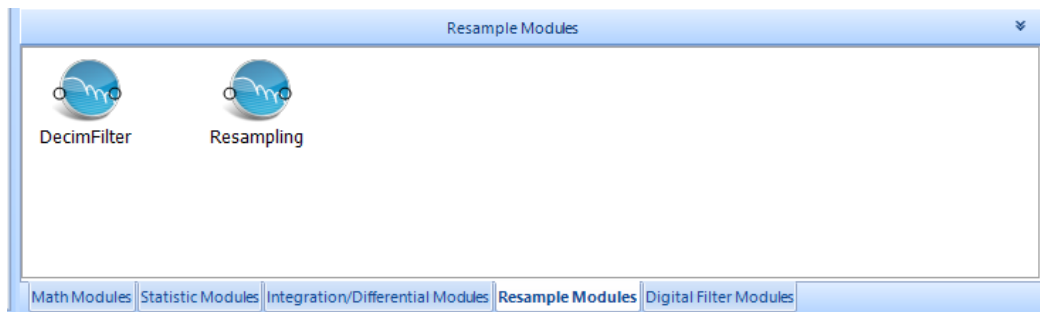 Resample Modules
DecimFilter Resampling
Math Modules Statistic Modules Integration/Differential Modules Resample Modules Digital Filter Modules